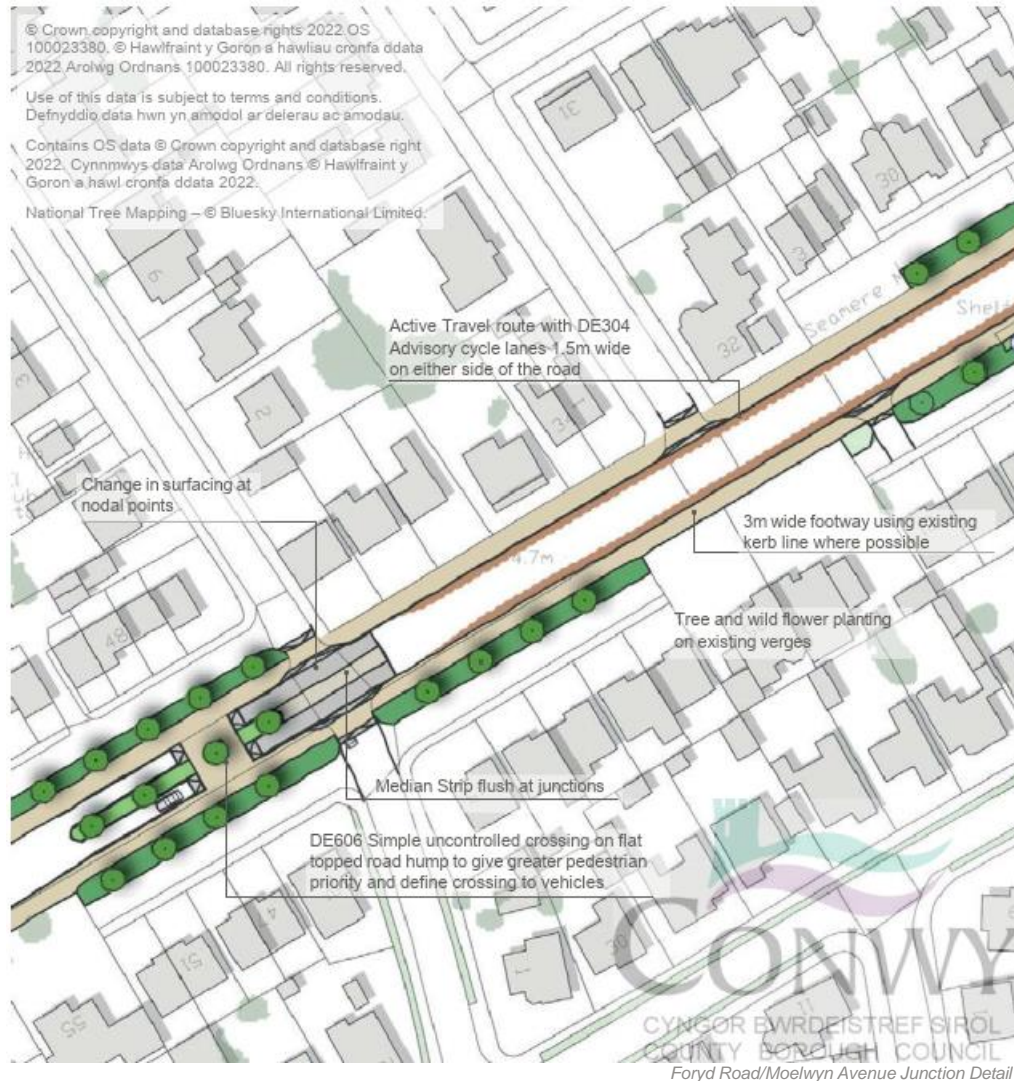 © Crown copyright and database rights 2022 OS
100023380. © Hawlfraint y Goron a hawliau cronfa ddata
2022 Arolwg Ordnans 100023380. All rights reserved.
Use of this data is subject to terms and conditions.
Defnyddio data hwn yn amodol ar delerau ac amodau.
Contains OS data © Crown copyright and database right
2022. Cynnmwys data Arolwg Ordnans © Hawlfraint y
Goron a hawl cronfa ddata 2022.
National Tree Mapping – © Bluesky International Limited.
31
30
9
Seamere
Active Travel route with DE304
Advisory cycle lanes 1.5m wide
on either side of the road
32
34
3
2
Change in surfacing at
nodal points
3m wide footway using existing
kerb line where possible
4.7m
Tree and wild flower planting
on existing verges
48
Median Strip flush at junctions
DE606 Simple uncontrolled crossing on flat
topped road hump to give greater pedestrian
priority and define crossing to vehicles
4
51
55
1
11
CONWY
CYNGOR BWRDEISTREF SIROL
COUNTY BOROUGH COUNCIL
Foryd Road/Moelwyn Avenue Junction Detail